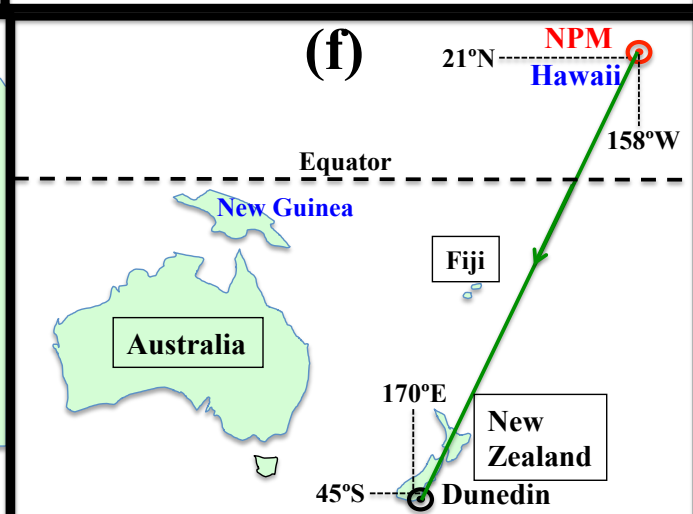 (f)
NPM
21ºN
Hawaii
158ºW
Equator
New Guinea
Fiji
Australia
170ºE
New
Zealand
45ºS
Dunedin